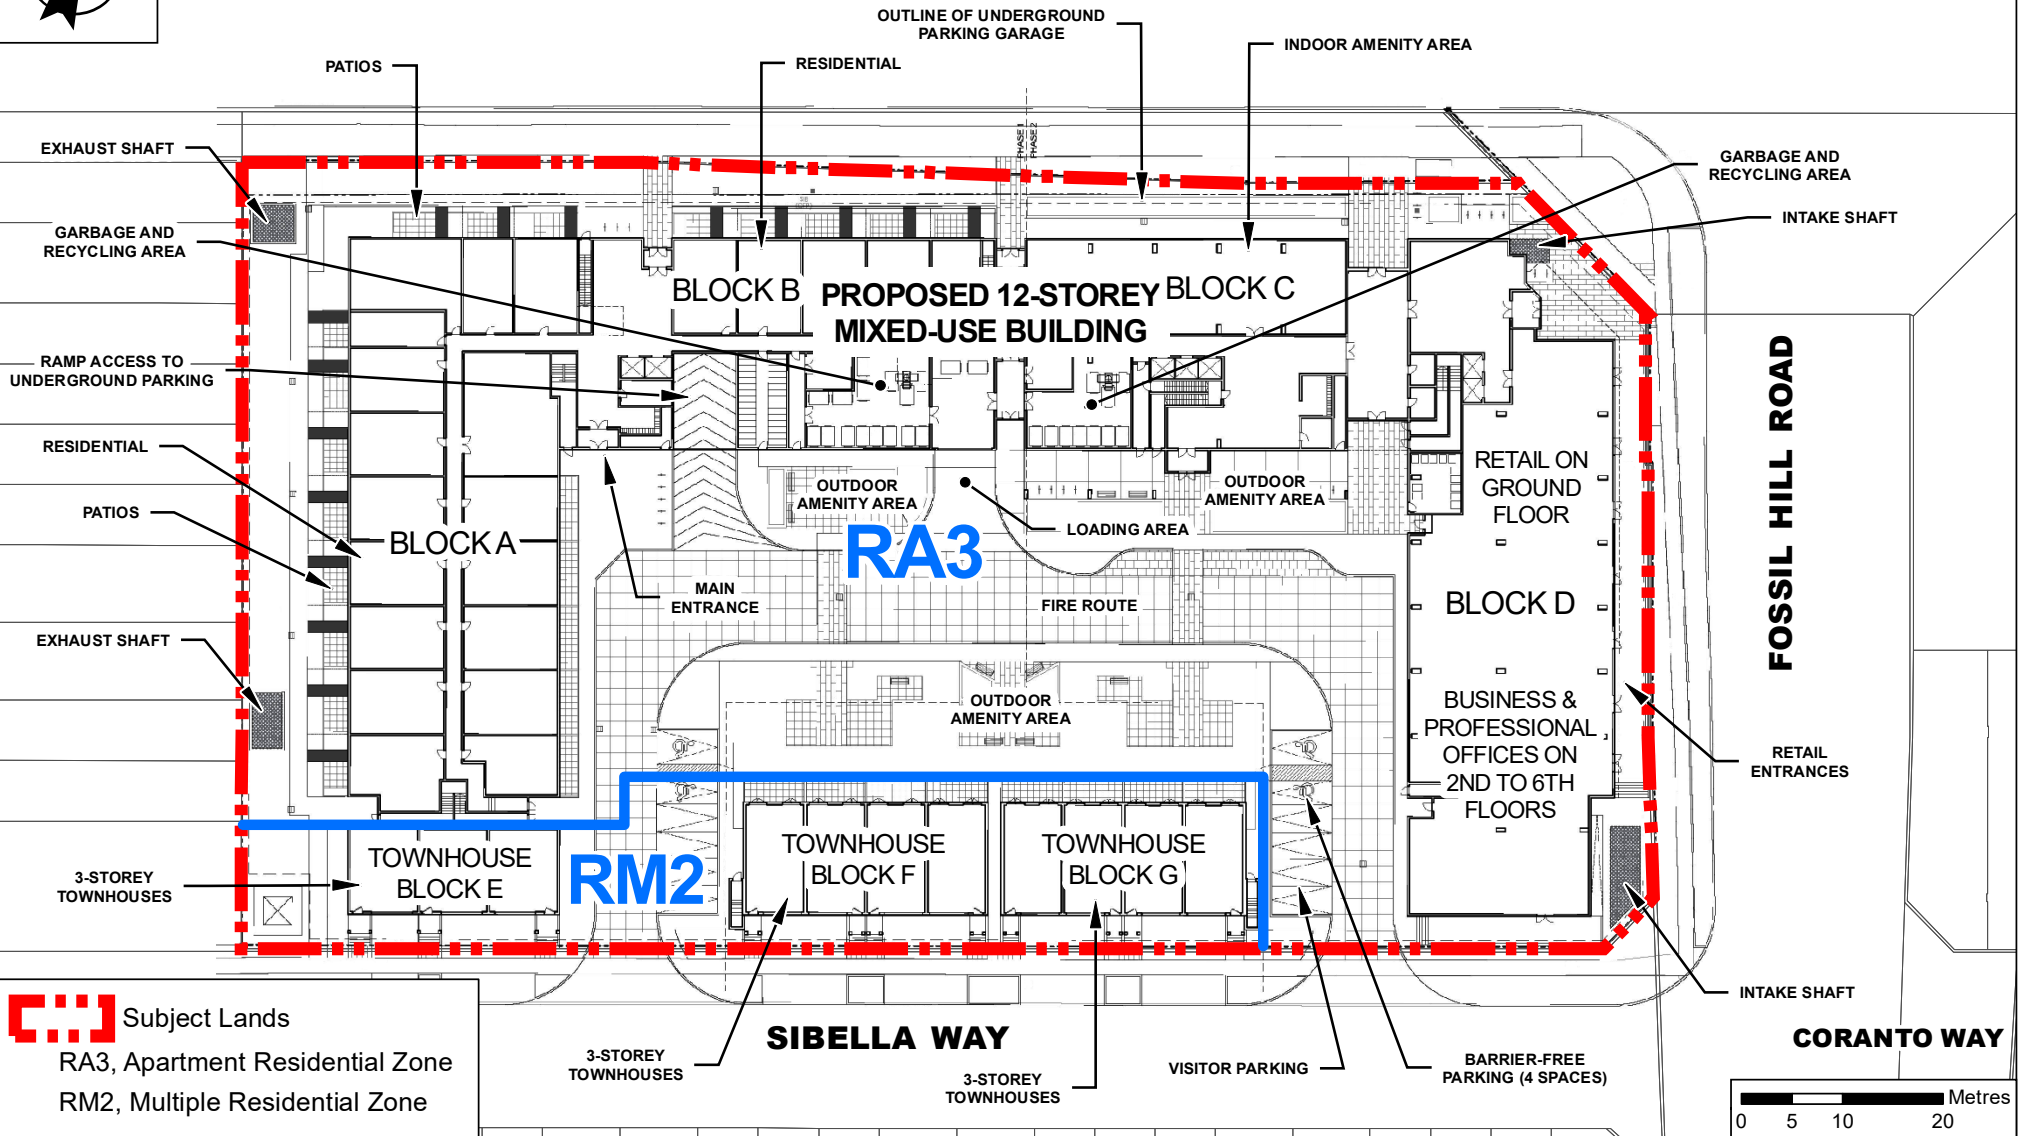 OUTLINE OF UNDERGROUND
PARKING GARAGE
INDOOR AMENITY AREA
PATIOS
RESIDENTIAL
PHASE 1
PHASE 2
EXHAUST SHAFT
GARBAGE AND
RECYCLING AREA
GARBAGE AND
RECYCLING AREA
INTAKE SHAFT
BLOCK B
PROPOSED 12-STOREY
MIXED-USE BUILDING
BLOCK C
RAMP ACCESS TO
UNDERGROUND PARKING
RESIDENTIAL
PATIOS
BLOCK A
OUTDOOR
AMENITY AREA
OUTDOOR
AMENITY AREA
LOADING AREA
RA3
RETAIL ON
GROUND
FLOOR
FOSSIL HILL ROAD
MAIN
ENTRANCE
FIRE ROUTE
BLOCK D
EXHAUST SHAFT
OUTDOOR
AMENITY AREA
BUSINESS &
PROFESSIONAL
OFFICES ON
2ND TO 6TH
FLOORS
RETAIL
ENTRANCES
3-STOREY
TOWNHOUSES
TOWNHOUSE
BLOCK E
RM2
TOWNHOUSE
BLOCK F
TOWNHOUSE
BLOCK G
INTAKE SHAFT
Subject Lands
RA3, Apartment Residential Zone
RM2, Multiple Residential Zone
SIBELLA WAY
CORANTO WAY
3-STOREY
TOWNHOUSES
3-STOREY
TOWNHOUSES
VISITOR PARKING
BARRIER-FREE
PARKING (4 SPACES)
Metres
0 5 10 20